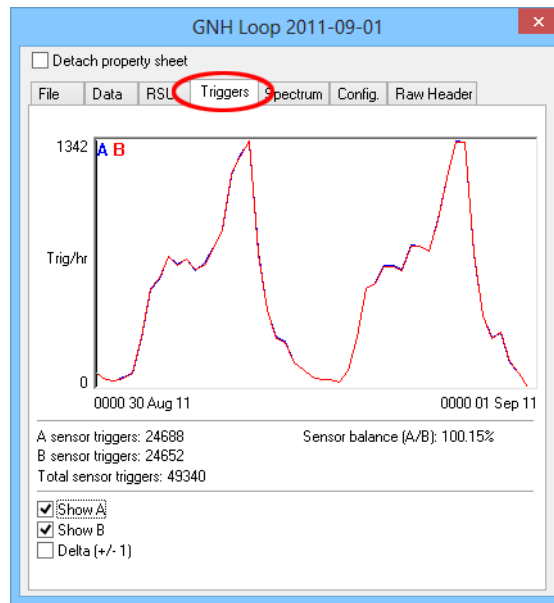 GNH Loop 2011-09-01
Detach property sheet
File Data RSU Triggers Spectrum Config. Raw Header
1342 A B
Trig/hr
0
0000 30 Aug 11 0000 01 Sep 11
A sensor triggers: 24688 Sensor balance (A/B): 100.15%
B sensor triggers: 24652
Total sensor triggers: 49340
Show A
Show B
Delta (+/- 1)